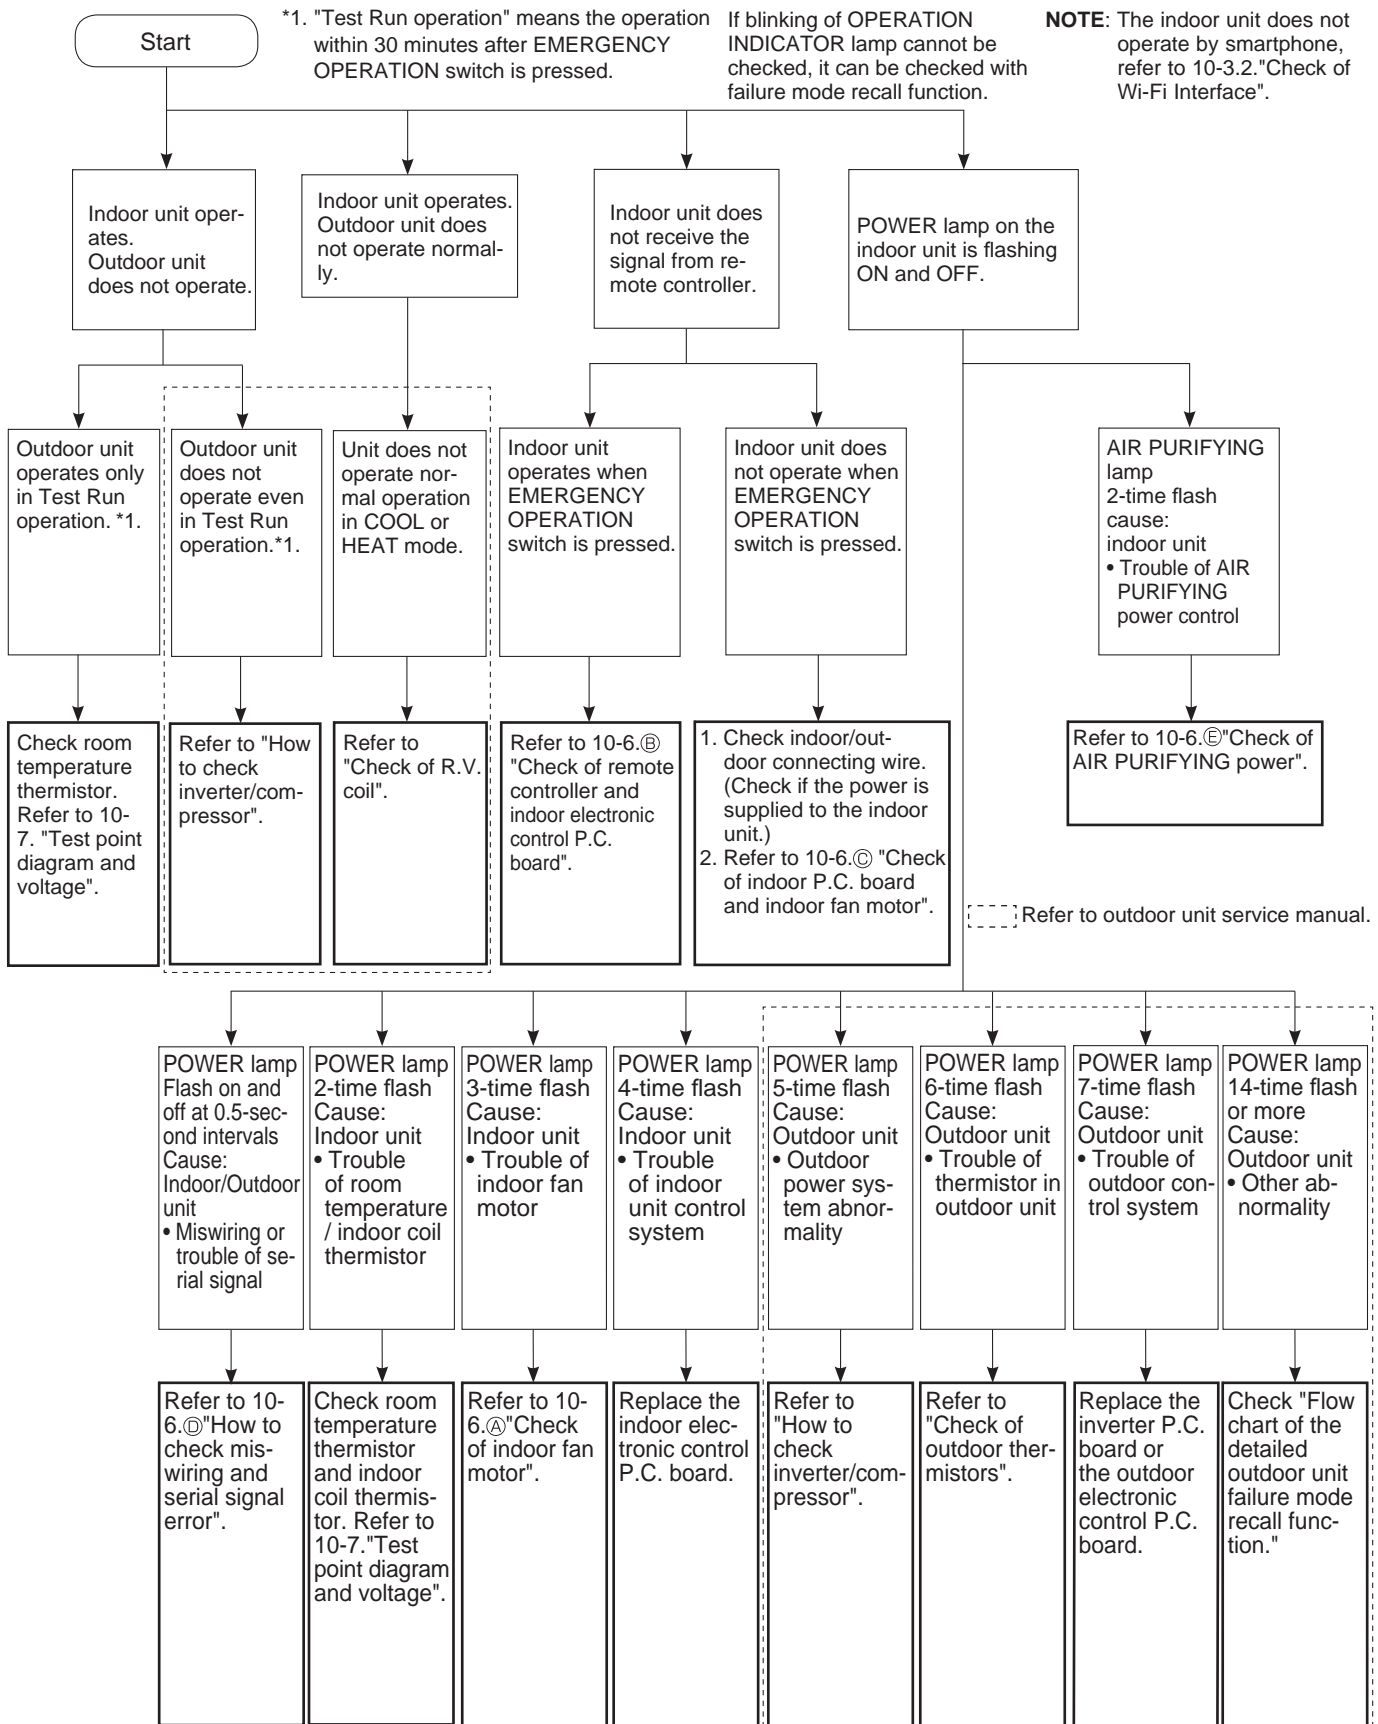 Start
*1. "Test Run operation" means the operation
within 30 minutes after EMERGENCY
OPERATION switch is pressed.
If blinking of OPERATION
INDICATOR lamp cannot be
checked, it can be checked with
failure mode recall function.
NOTE: The indoor unit does not
operate by smartphone,
refer to 10-3.2."Check of
Wi-Fi Interface".
Indoor unit oper-
ates.
Outdoor unit
does not operate.
Indoor unit operates.
Outdoor unit does
not operate normal-
ly.
Indoor unit does
not receive the
signal from re-
mote controller.
POWER lamp on the
indoor unit is flashing
ON and OFF.
Outdoor unit
operates only
in Test Run
operation. *1.
Outdoor unit
does not
operate even
in Test Run
operation.*1.
Unit does not
operate nor-
mal operation
in COOL or
HEAT mode.
Indoor unit
operates when
EMERGENCY
OPERATION
switch is pressed.
Indoor unit does
not operate when
EMERGENCY
OPERATION
switch is pressed.
AIR PURIFYING
lamp
2-time flash
cause:
indoor unit
• Trouble of AIR
PURIFYING
power control
Check room
temperature
thermistor.
Refer to 10-
7. "Test point
diagram and
voltage".
Refer to "How
to check
inverter/com-
pressor".
Refer to
"Check of R.V.
coil".
Refer to 10-6.Ⓑ
"Check of remote
controller and
indoor electronic
control P.C.
board".
1. Check indoor/out-
door connecting wire.
(Check if the power is
supplied to the indoor
unit.)
2. Refer to 10-6.Ⓒ "Check
of indoor P.C. board
and indoor fan motor".
Refer to 10-6.Ⓔ"Check of
AIR PURIFYING power".
Refer to outdoor unit service manual.
POWER lamp
Flash on and
off at 0.5-sec-
ond intervals
Cause:
Indoor/Outdoor
unit
• Miswiring or
trouble of se-
rial signal
POWER lamp
2-time flash
Cause:
Indoor unit
• Trouble
of room
temperature
/ indoor coil
thermistor
POWER lamp
3-time flash
Cause:
Indoor unit
• Trouble of
indoor fan
motor
POWER lamp
4-time flash
Cause:
Indoor unit
• Trouble
of indoor
unit control
system
POWER lamp
5-time flash
Cause:
Outdoor unit
• Outdoor
power sys-
tem abnor-
mality
POWER lamp
6-time flash
Cause:
Outdoor unit
• Trouble of
thermistor in
outdoor unit
POWER lamp
7-time flash
Cause:
Outdoor unit
• Trouble of
outdoor con-
trol system
POWER lamp
14-time flash
or more
Cause:
Outdoor unit
• Other ab-
normality
Refer to 10-
6.Ⓓ"How to
check mis-
wiring and
serial signal
error".
Check room
temperature
thermistor
and indoor
coil thermis-
tor. Refer to
10-7."Test
point diagram
and voltage".
Refer to 10-
6.Ⓐ"Check
of indoor fan
motor".
Replace the
indoor elec-
tronic control
P.C. board.
Refer to
"How to
check
inverter/com-
pressor".
Refer to
"Check of
outdoor ther-
mistors".
Replace the
inverter P.C.
board or
the outdoor
electronic
control P.C.
board.
Check "Flow
chart of the
detailed
outdoor unit
failure mode
recall func-
tion."